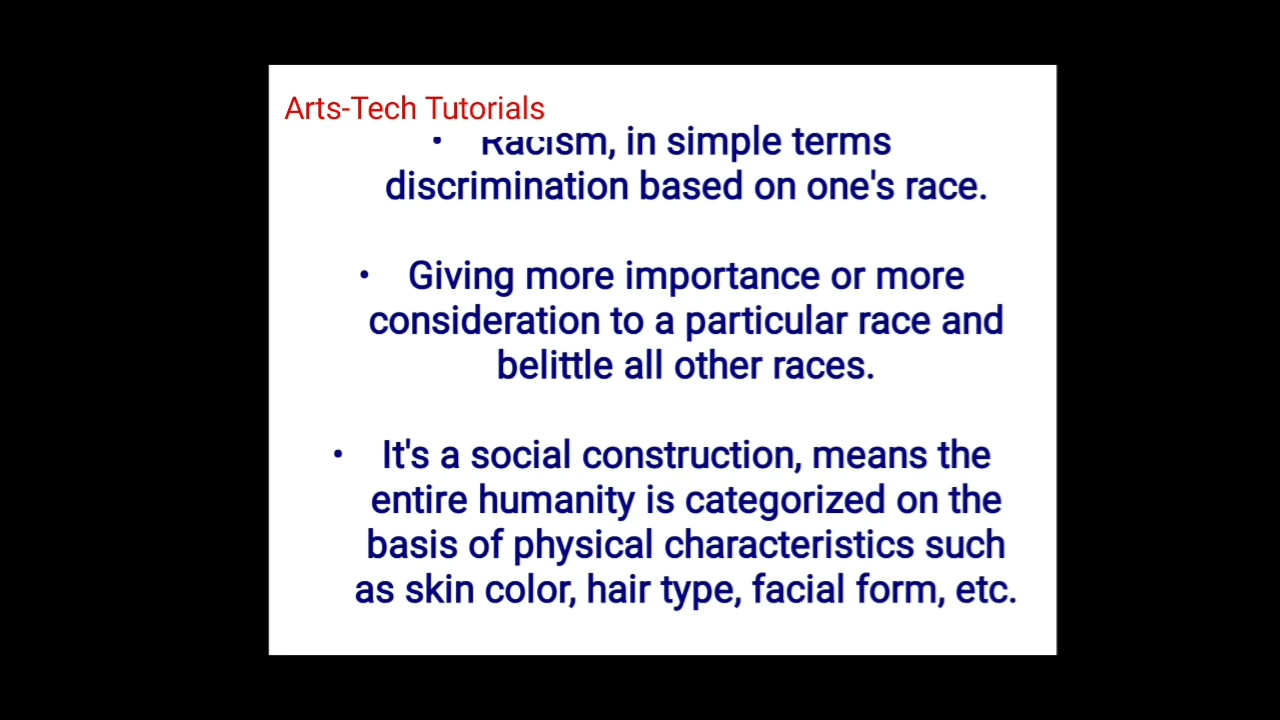 Arts-Tech Tutorials
• Racism, in simple terms
discrimination based on one's race.
• Giving more importance or more
consideration to a particular race and
belittle all other races.
• It's a social construction, means the
entire humanity is categorized on the
basis of physical characteristics such
as skin color, hair type, facial form, etc.